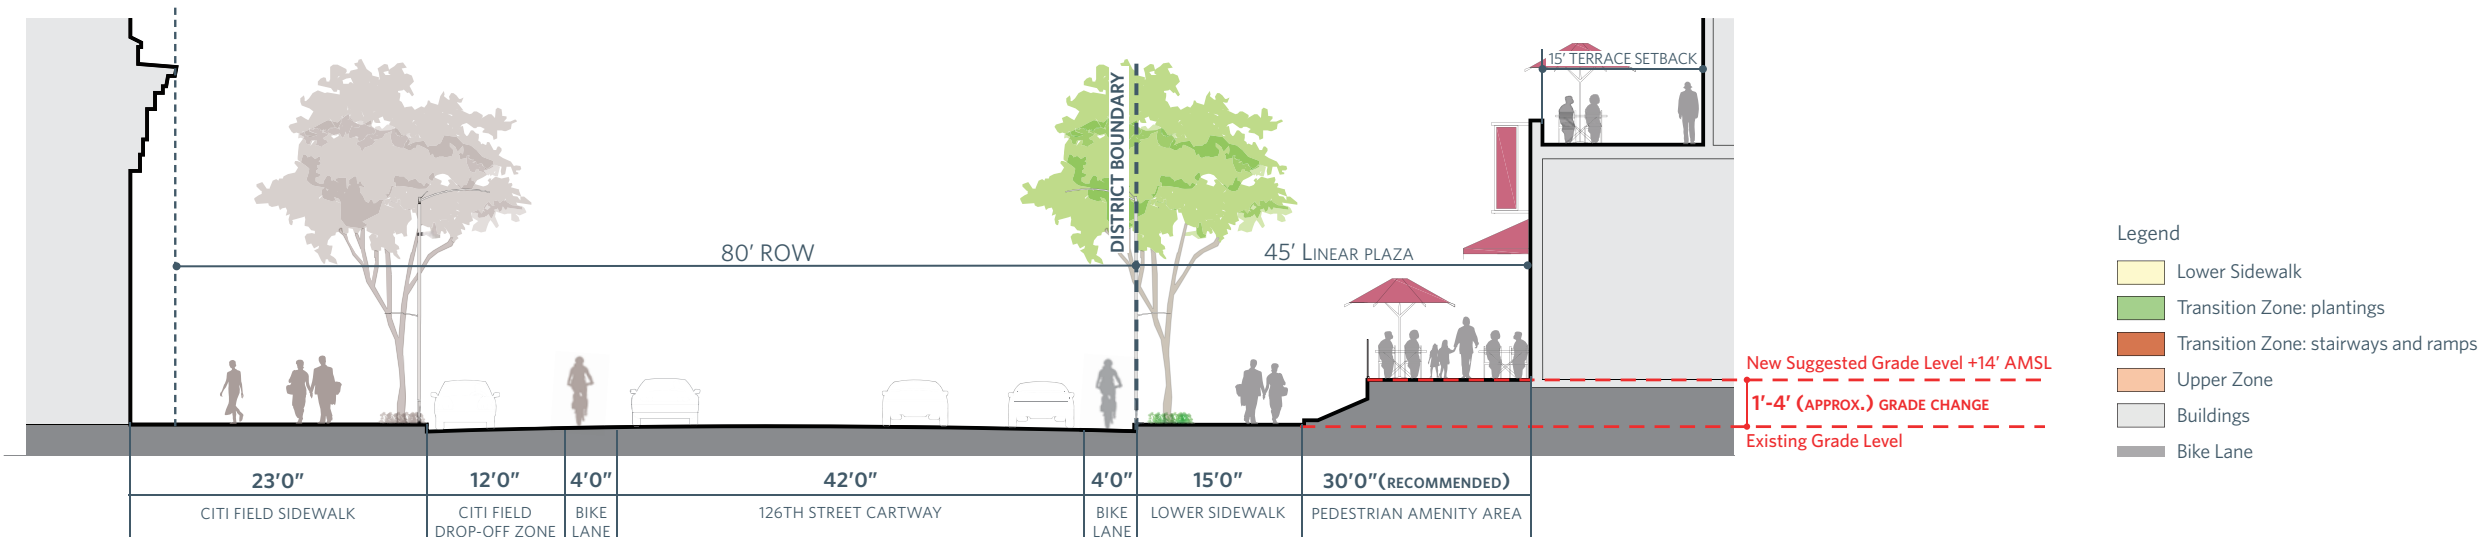 15’ TERRACE SETBACK
DISTRICT BOUNDARY
80’ ROW
45’ LINEAR PLAZA
Legend
Lower Sidewalk
Transition Zone: plantings
Transition Zone: stairways and ramps
Upper Zone
Buildings
Bike Lane
New Suggested Grade Level +14’ AMSL
1’-4’ (APPROX.) GRADE CHANGE
Existing Grade Level
23’0”
12’0”
4’0”
42’0”
4’0”
15’0”
30’0”(RECOMMENDED)
CITI FIELD SIDEWALK
CITI FIELD
DROP-OFF ZONE
BIKE
LANE
126TH STREET CARTWAY
BIKE
LANE
LOWER SIDEWALK
PEDESTRIAN AMENITY AREA